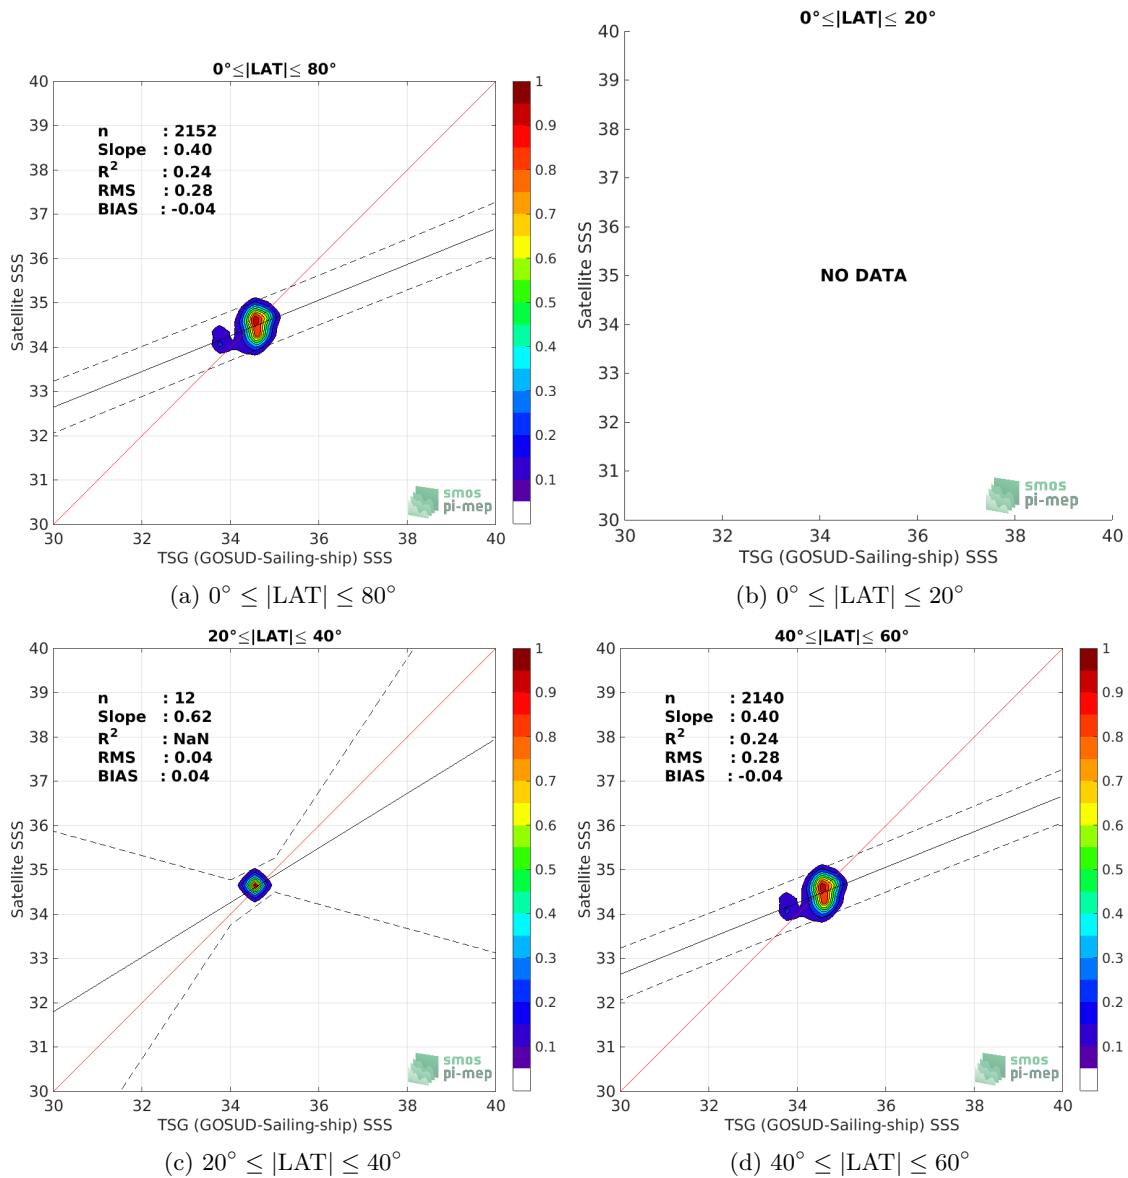 0°≤|LAT|≤ 80°
40
39
38
37
36
35
34
33
32
31
30
Satellite SSS
n : 2152
Slope : 0.40
R² : 0.24
RMS : 0.28
BIAS : -0.04
smos
pi-mep
30 32 34 36 38 40
TSG (GOSUD-Sailing-ship) SSS
1
0.9
0.8
0.7
0.6
0.5
0.4
0.3
0.2
0.1
(a) 0° ≤ |LAT| ≤ 80°
0°≤|LAT|≤ 20°
40
39
38
37
36
35
34
33
32
31
30
Satellite SSS
NO DATA
smos
pi-mep
30 32 34 36 38 40
TSG (GOSUD-Sailing-ship) SSS
(b) 0° ≤ |LAT| ≤ 20°
20°≤|LAT|≤ 40°
40
39
38
37
36
35
34
33
32
31
30
Satellite SSS
n : 12
Slope : 0.62
R² : NaN
RMS : 0.04
BIAS : 0.04
smos
pi-mep
30 32 34 36 38 40
TSG (GOSUD-Sailing-ship) SSS
1
0.9
0.8
0.7
0.6
0.5
0.4
0.3
0.2
0.1
(c) 20° ≤ |LAT| ≤ 40°
40°≤|LAT|≤ 60°
40
39
38
37
36
35
34
33
32
31
30
Satellite SSS
n : 2140
Slope : 0.40
R² : 0.24
RMS : 0.28
BIAS : -0.04
smos
pi-mep
30 32 34 36 38 40
TSG (GOSUD-Sailing-ship) SSS
1
0.9
0.8
0.7
0.6
0.5
0.4
0.3
0.2
0.1
(d) 40° ≤ |LAT| ≤ 60°